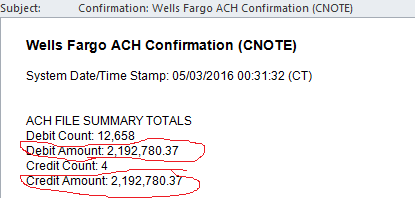 Subject: Confirmation: Wells Fargo ACH Confirmation (CNOTE)
Wells Fargo ACH Confirmation (CNOTE)
System Date/Time Stamp: 05/03/2016 00:31:32 (CT)
ACH FILE SUMMARY TOTALS
Debit Count: 12,658
Debit Amount: 2,192,780.37
Credit Count: 4
Credit Amount: 2,192,780.37